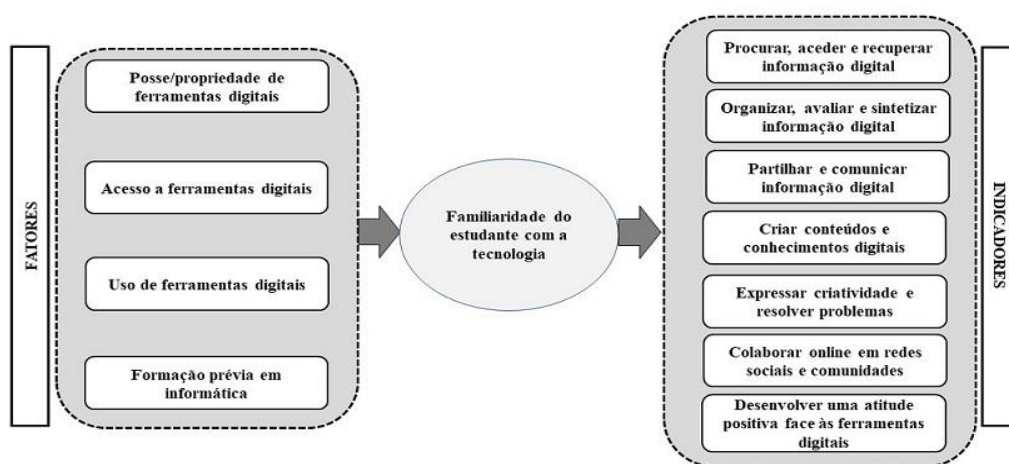 FATORES
Posse/propriedade de
ferramentas digitais
Acesso a ferramentas digitais
Uso de ferramentas digitais
Formação prévia em
informática
Familiaridade do
estudante com a
tecnologia
Procurar, aceder e recuperar
informação digital
Organizar, avaliar e sintetizar
informação digital
Partilhar e comunicar
informação digital
Criar conteúdos e
conhecimentos digitais
Expressar criatividade e
resolver problemas
Colaborar online em redes
sociais e comunidades
Desenvolver uma atitude
positiva face às ferramentas
digitais
INDICADORES